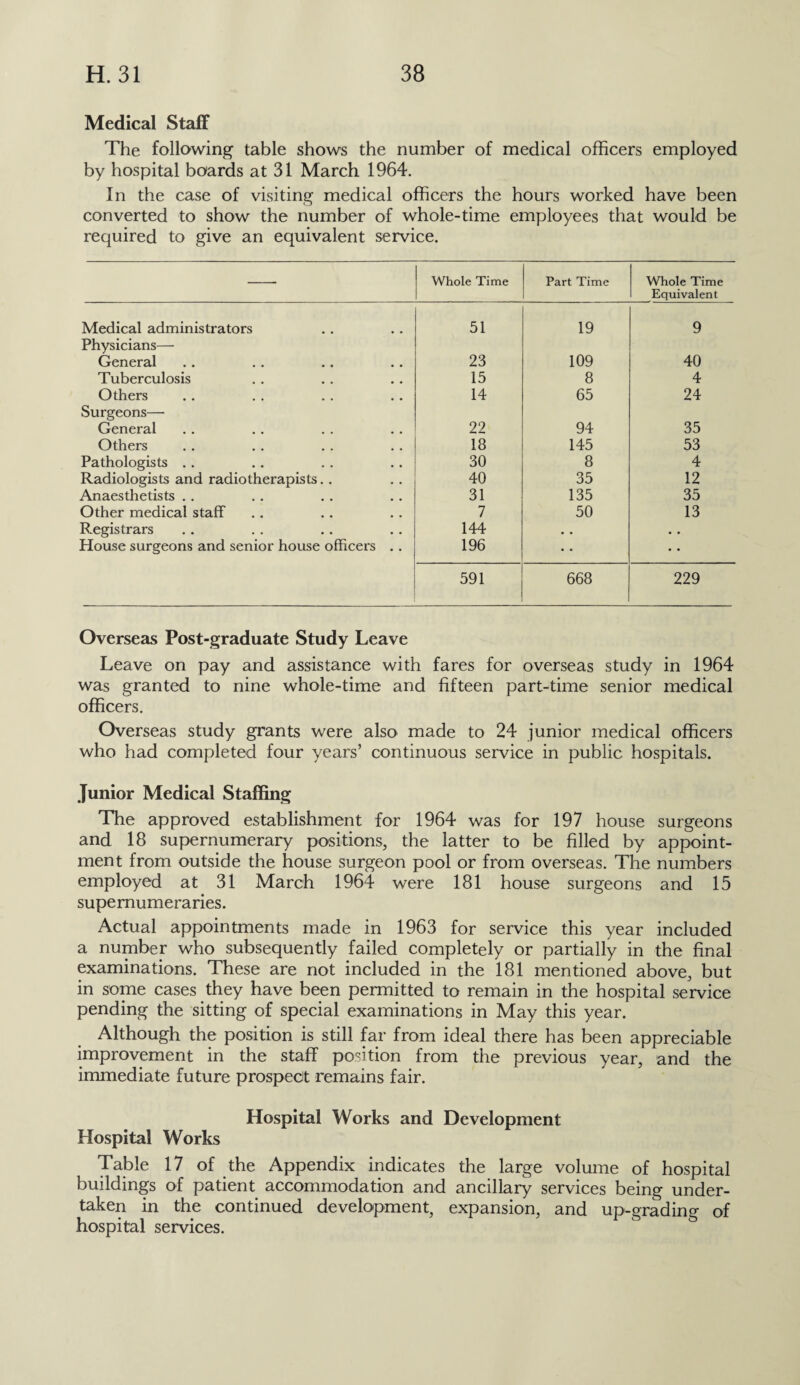 H. 31 38
Medical Staff
The following table shows the number of medical officers employed
by hospital boards at 31 March 1964.
In the case of visiting medical officers the hours worked have been
converted to show the number of whole-time employees that would be
required to give an equivalent service.
—— Whole Time Part Time Whole Time
Equivalent
Medical administrators .. .. 51 19 9
Physicians—
General .. .. .. .. 23 109 40
Tuberculosis .. .. .. 15 8 4
Others .. .. .. .. 14 65 24
Surgeons—
General .. .. .. .. 22 94 35
Others .. .. .. .. 18 145 53
Pathologists .. .. .. .. 30 8 4
Radiologists and radiotherapists.. .. 40 35 12
Anaesthetists .. .. .. .. 31 135 35
Other medical staff .. .. .. 7 50 13
Registrars .. .. .. .. 144 .. ..
House surgeons and senior house officers .. 196 .. ..
591 668 229
Overseas Post-graduate Study Leave
Leave on pay and assistance with fares for overseas study in 1964
was granted to nine whole-time and fifteen part-time senior medical
officers.
Overseas study grants were also made to 24 junior medical officers
who had completed four years’ continuous service in public hospitals.
Junior Medical Staffing
The approved establishment for 1964 was for 197 house surgeons
and 18 supernumerary positions, the latter to be filled by appoint-
ment from outside the house surgeon pool or from overseas. The numbers
employed at 31 March 1964 were 181 house surgeons and 15
supernumeraries.
Actual appointments made in 1963 for service this year included
a number who subsequently failed completely or partially in the final
examinations. These are not included in the 181 mentioned above, but
in some cases they have been permitted to remain in the hospital service
pending the sitting of special examinations in May this year.
Although the position is still far from ideal there has been appreciable
improvement in the staff position from the previous year, and the
immediate future prospect remains fair.
Hospital Works and Development
Hospital Works
Table 17 of the Appendix indicates the large volume of hospital
buildings of patient accommodation and ancillary services being under-
taken in the continued development, expansion, and up-grading of
hospital services.